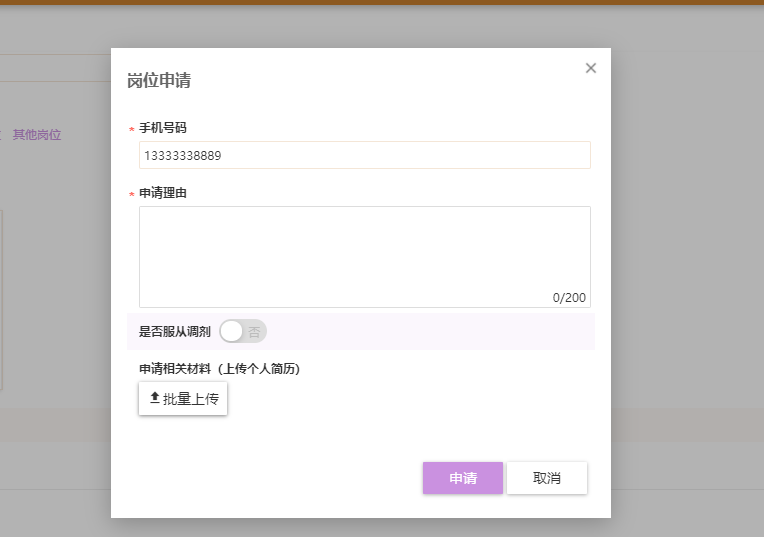 岗位申请
其他岗位
* 手机号码
13333338889
* 申请理由
0/200
是否服从调剂 否
申请相关材料（上传个人简历）
批量上传
申请 取消